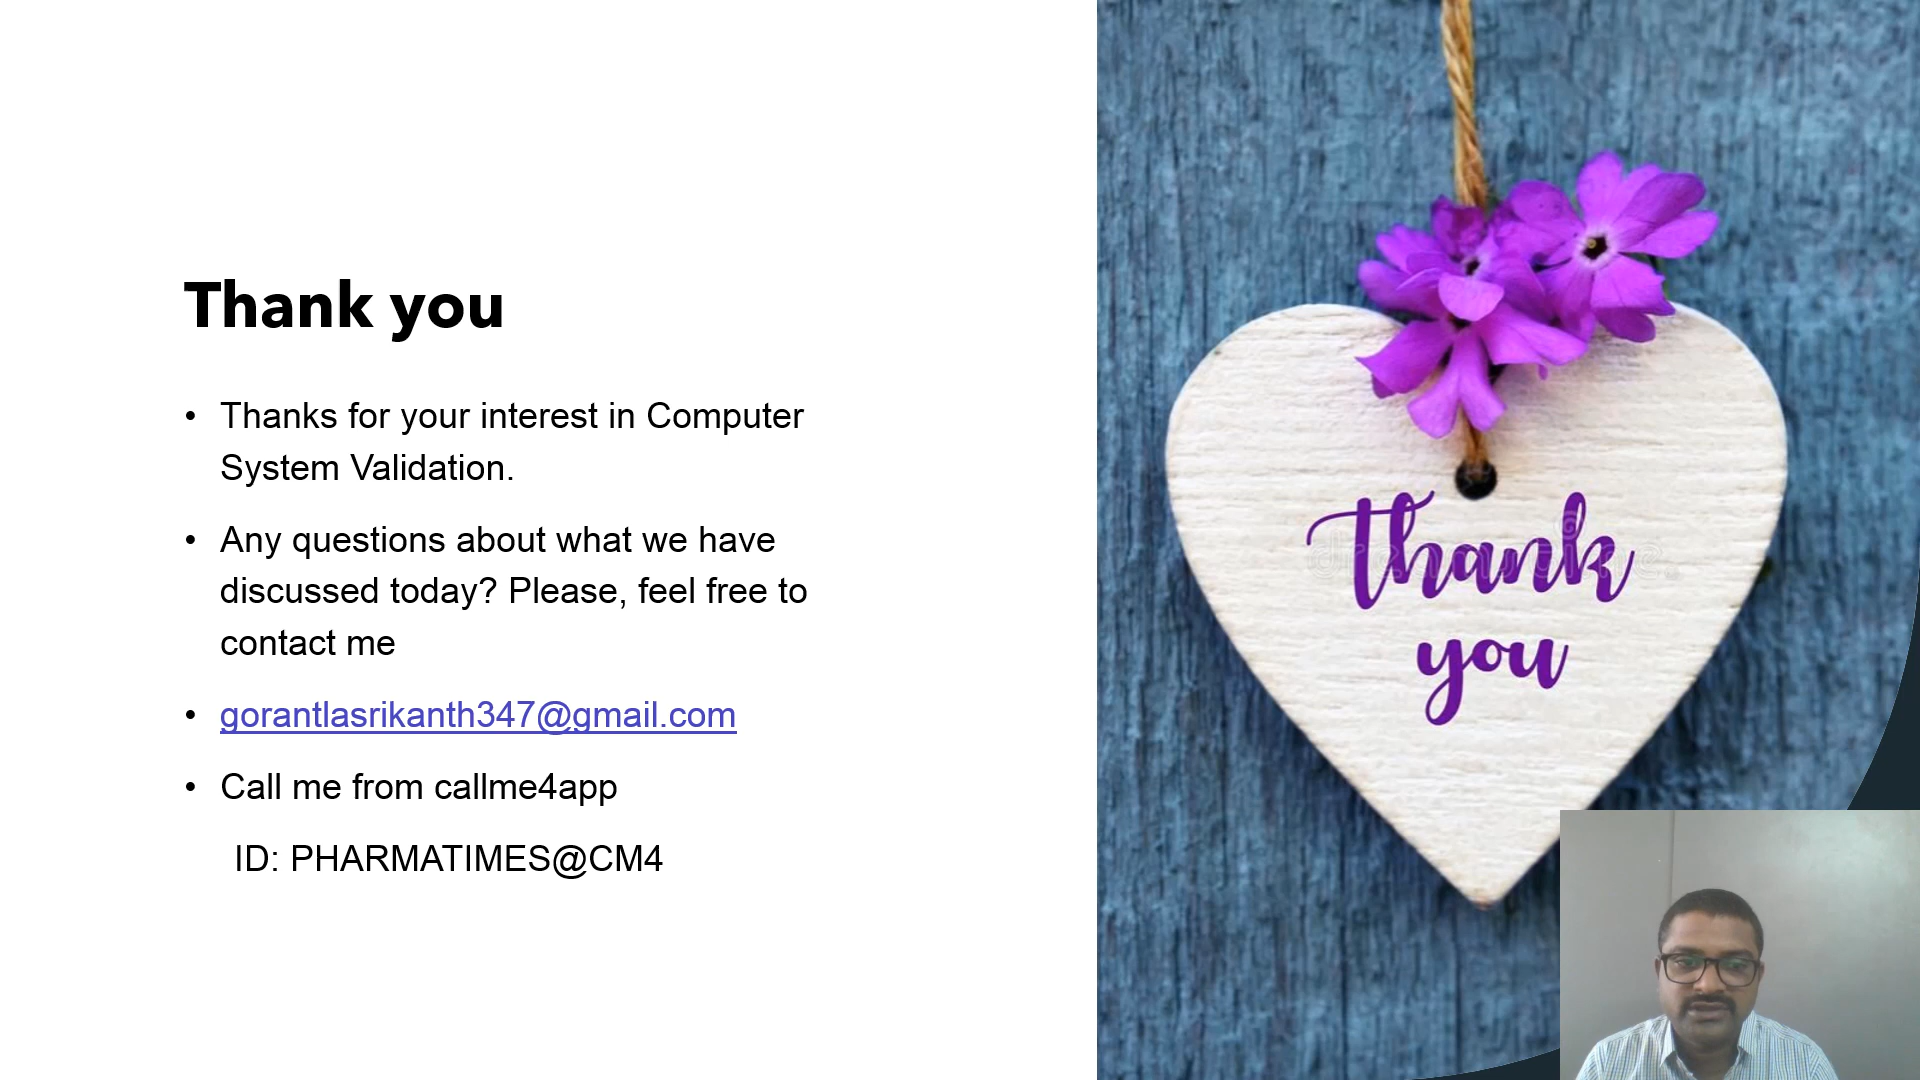 Thank you
• Thanks for your interest in Computer
System Validation.
• Any questions about what we have
discussed today? Please, feel free to
contact me
• gorantlasrikanth347@gmail.com
• Call me from callme4app
ID: PHARMATIMES@CM4
thank
you